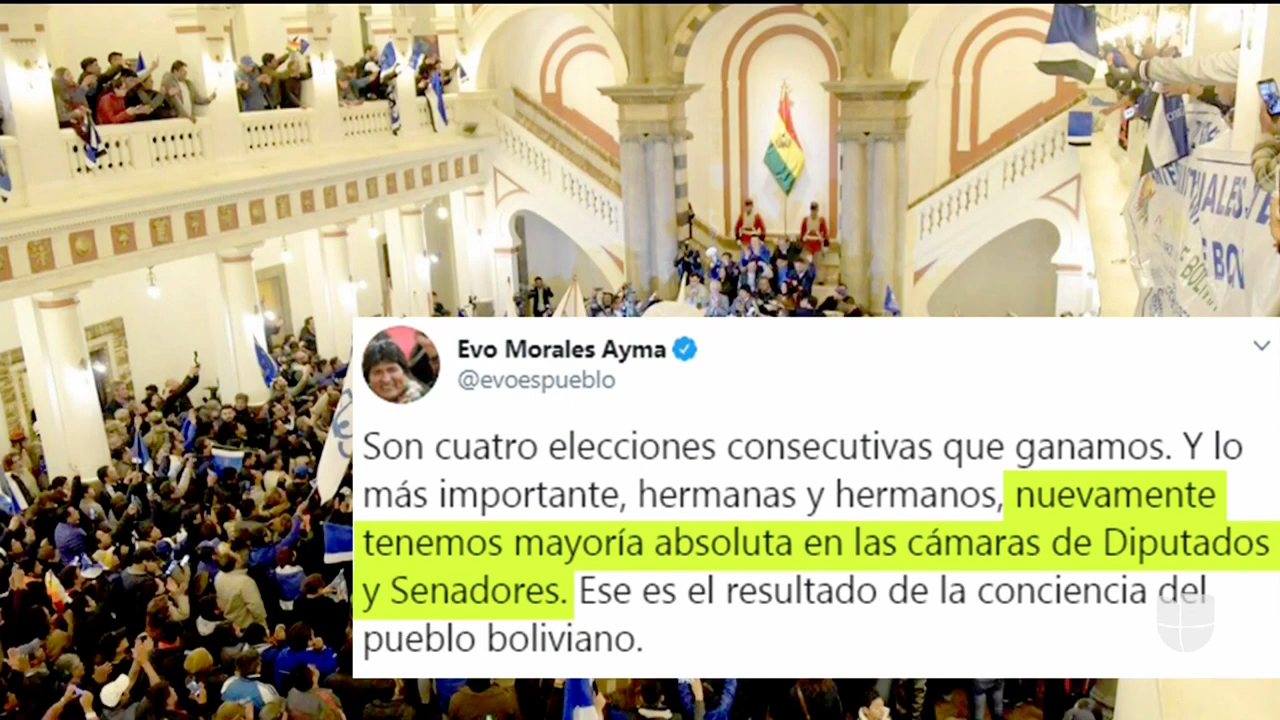 Evo Morales Ayma
@evoespueblo
Son cuatro elecciones consecutivas que ganamos. Y lo
más importante, hermanas y hermanos, nuevamente
tenemos mayoría absoluta en las cámaras de Diputados
y Senadores. Ese es el resultado de la conciencia del
pueblo boliviano.